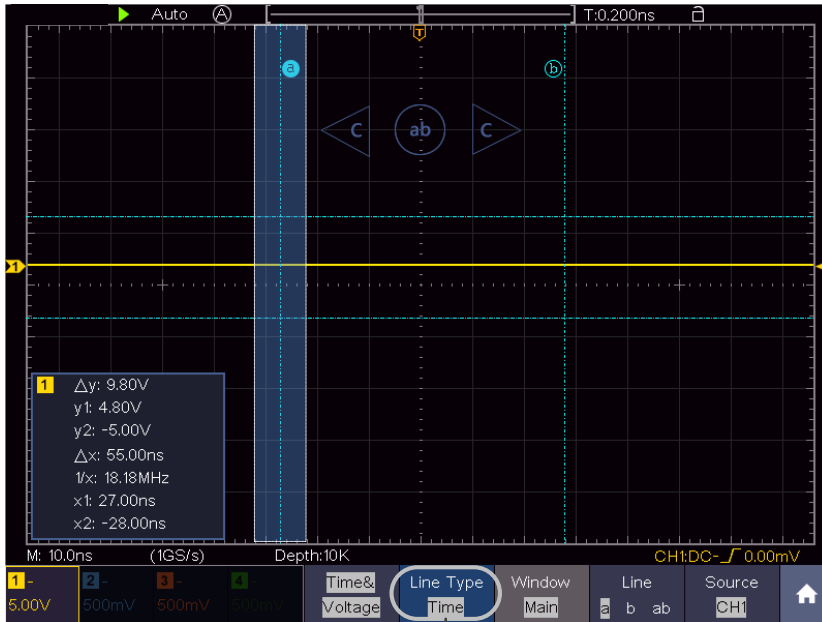 Auto A T:0.200ns
T
a b
C ab C
1
1 △y: 9.80V
y1: 4.80V
y2: -5.00V
△x: 55.00ns
1/x: 18.18MHz
x1: 27.00ns
x2: -28.00ns
M: 10.0ns (1GS/s) Depth:10K CH1:DC- 0.00mV
1 - 2 - 3 - 4 - Time& Line Type Window Line Source
5.00V 500mV 500mV 500mV Voltage Time Main a b ab CH1